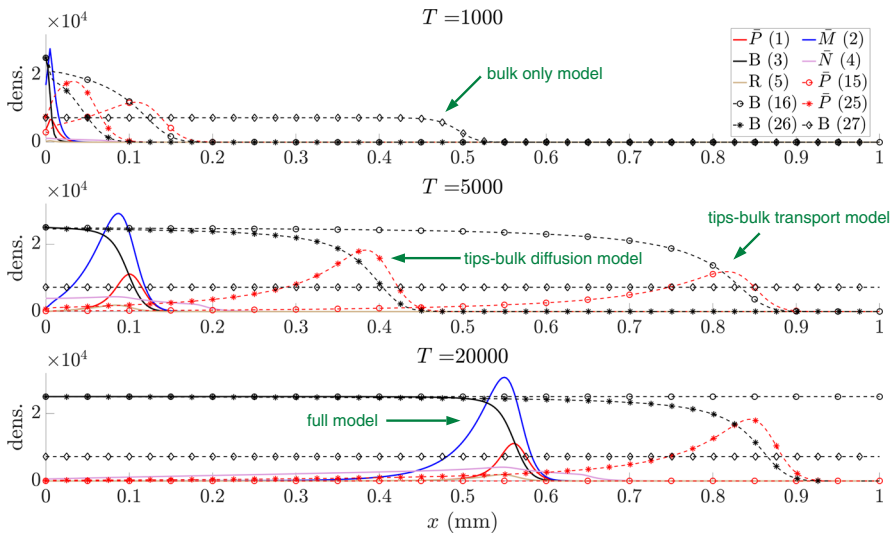 T =1000
×10⁴
dens.
2
0
0 0.1 0.2 0.3 0.4 0.5 0.6 0.7 0.8 0.9 1
bulk only model
P̄ (1) M̄ (2)
B (3) N̄ (4)
R (5) P̄ (15)
B (16) P̄ (25)
B (26) B (27)
T =5000
×10⁴
dens.
2
0
0 0.1 0.2 0.3 0.4 0.5 0.6 0.7 0.8 0.9 1
tips-bulk diffusion model
tips-bulk transport model
T =20000
×10⁴
dens.
2
0
0 0.1 0.2 0.3 0.4 0.5 0.6 0.7 0.8 0.9 1
full model
x (mm)